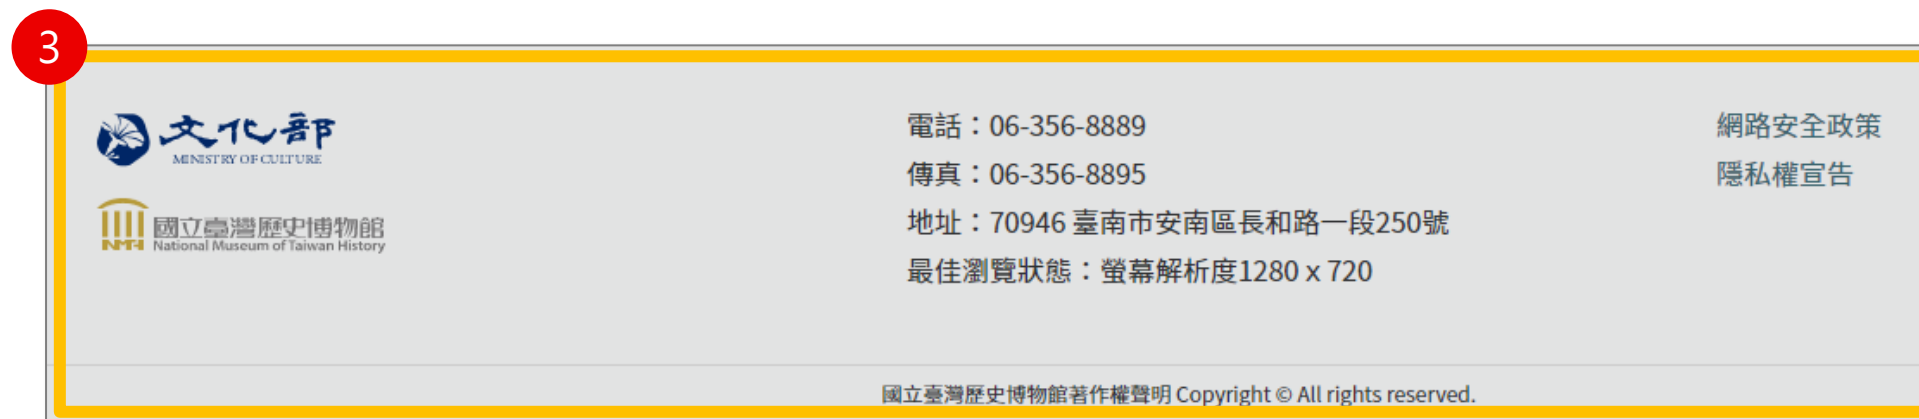 3
文化部
MINISTRY OF CULTURE
國立臺灣歷史博物館
NMTH National Museum of Taiwan History
電話：06-356-8889
傳真：06-356-8895
地址：70946 臺南市安南區長和路一段250號
最佳瀏覽狀態：螢幕解析度1280 x 720
網路安全政策
隱私權宣告
國立臺灣歷史博物館著作權聲明 Copyright © All rights reserved.